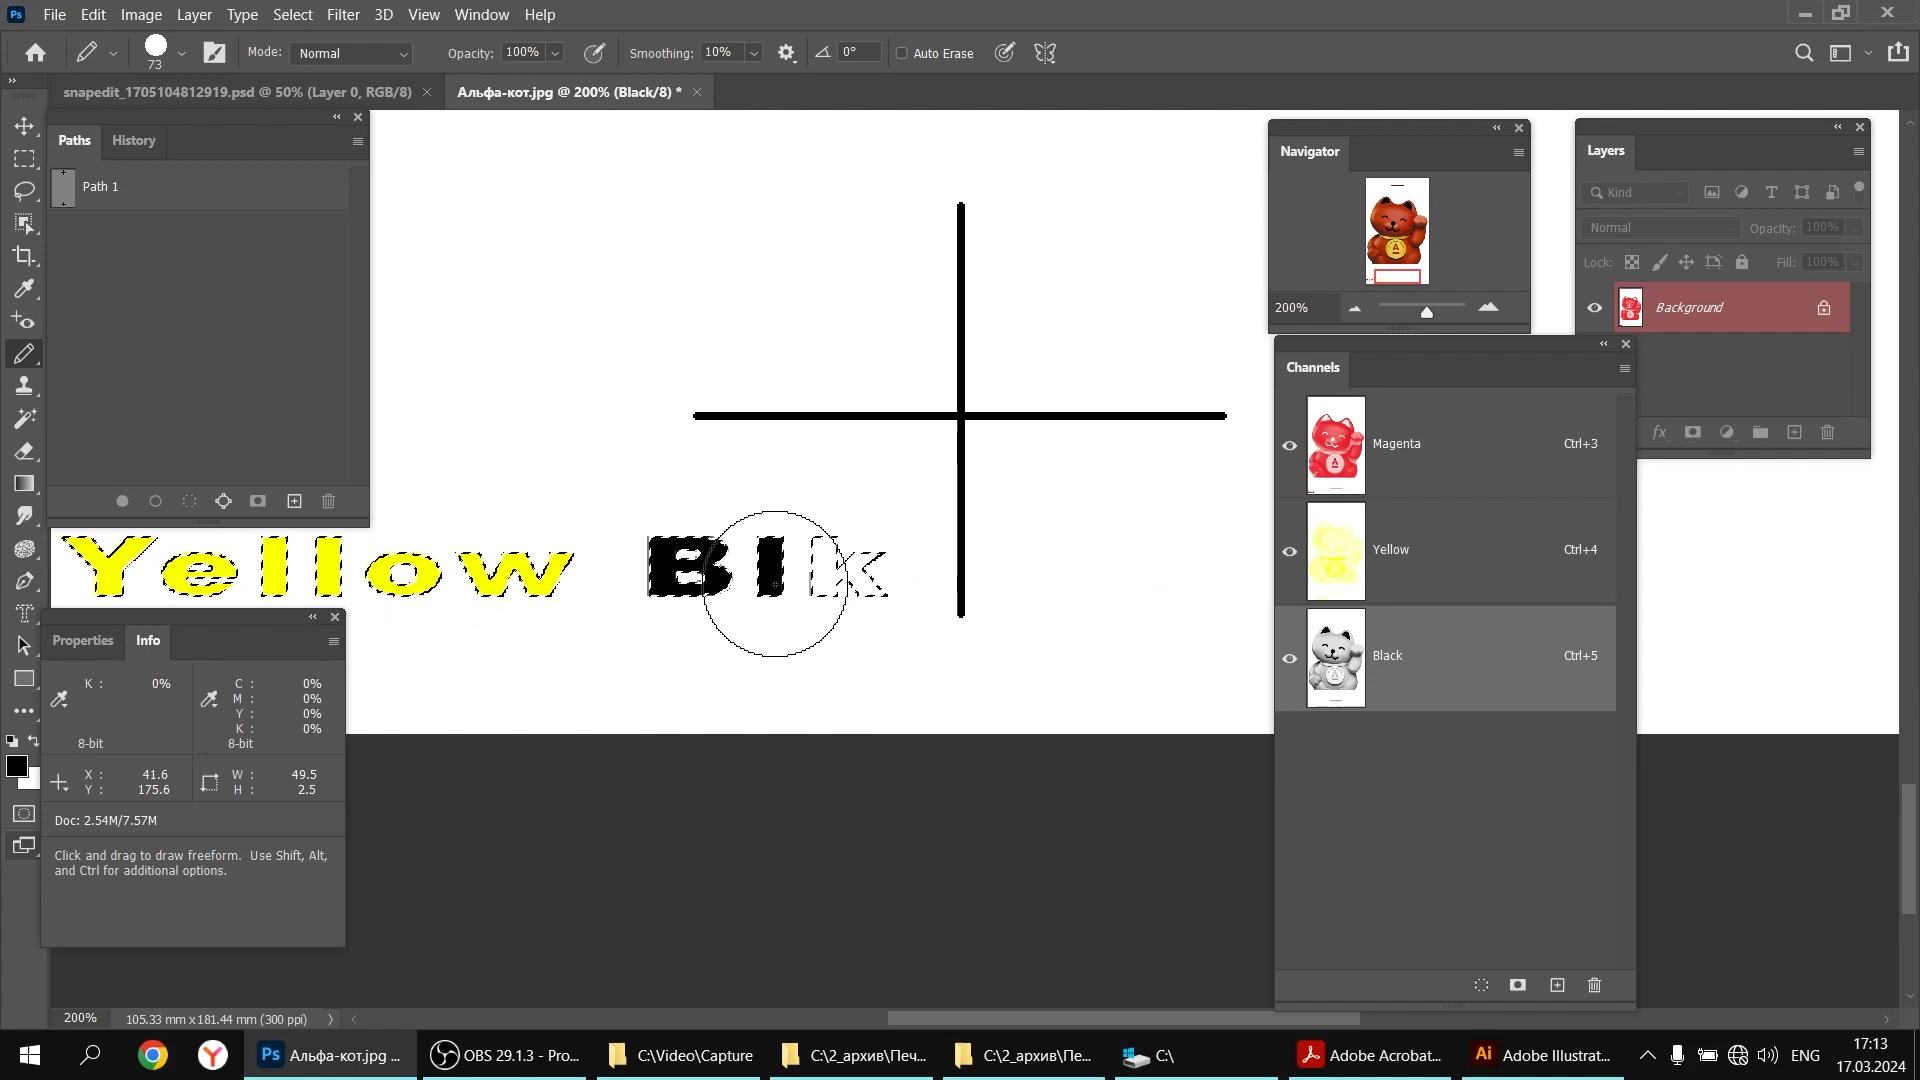 Ps File Edit Image Layer Type Select Filter 3D View Window Help
73 Mode: Normal Opacity: 100% Smoothing: 10% 0° Auto Erase
snapedit_1705104812919.psd @ 50% (Layer 0, RGB/8) Альфа-кот.jpg @ 200% (Black/8) *
Paths History
Path 1
Navigator
200%
Layers
Kind
Normal Opacity: 100%
Lock: Fill: 100%
Background
Channels
Magenta Ctrl+3
Yellow Ctrl+4
Black Ctrl+5
Yellow Blk
Properties Info
K : 0% C : 0%
M : 0%
Y : 0%
K : 0%
8-bit 8-bit
X : 41.6 W : 49.5
Y : 175.6 H : 2.5
Doc: 2.54M/7.57M
Click and drag to draw freeform. Use Shift, Alt,
and Ctrl for additional options.
200% 105.33 mm x 181.44 mm (300 ppi)
Альфа-кот.jpg ... OBS 29.1.3 - Pro... C:\Video\Capture C:\2_архив\Печ... C:\2_архив\Пе... C:\ Adobe Acrobat... Adobe Illustrat... ENG
17:13
17.03.2024